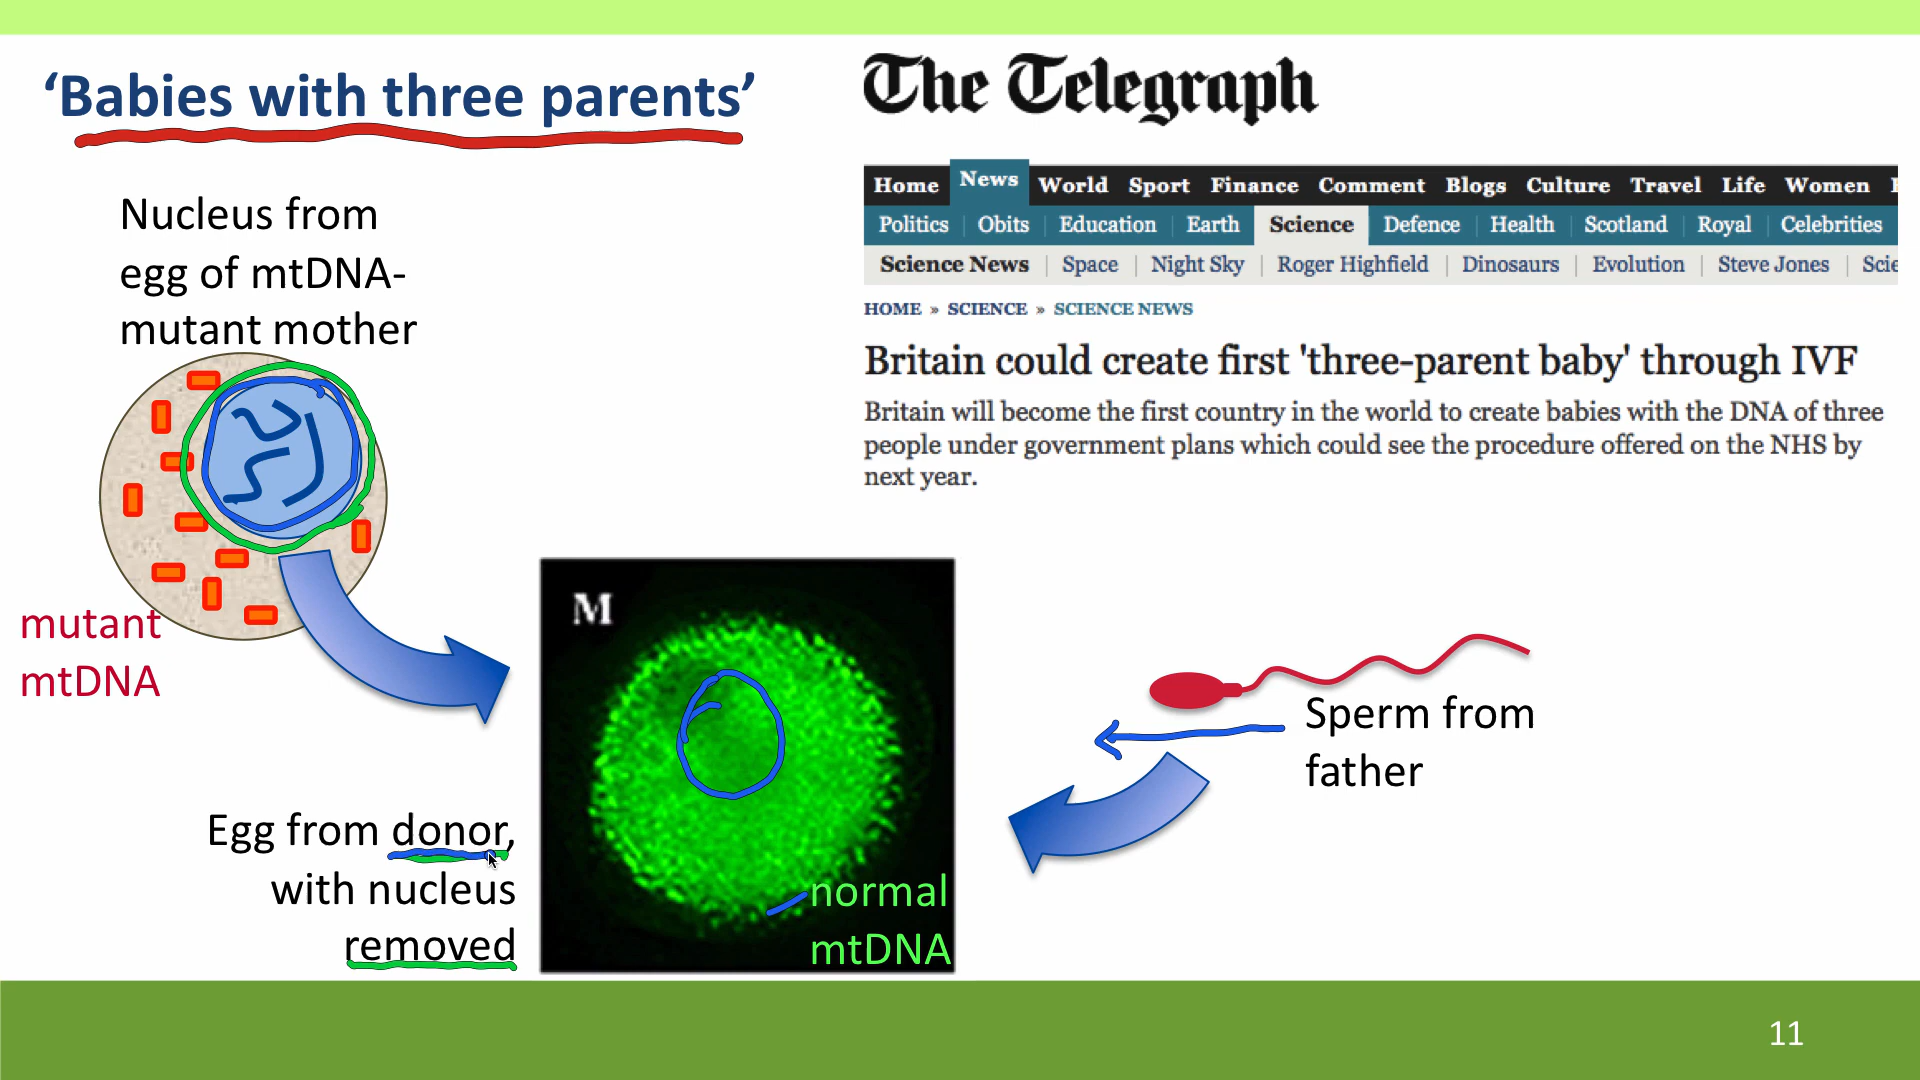 ‘Babies with three parents’
Nucleus from
egg of mtDNA-
mutant mother
mutant
mtDNA
Egg from donor,
with nucleus
removed
M
normal
mtDNA
Sperm from
father
The Telegraph
Home News World Sport Finance Comment Blogs Culture Travel Life Women
Politics Obits Education Earth Science Defence Health Scotland Royal Celebrities
Science News Space Night Sky Roger Highfield Dinosaurs Evolution Steve Jones Scie
HOME » SCIENCE » SCIENCE NEWS
Britain could create first 'three-parent baby' through IVF
Britain will become the first country in the world to create babies with the DNA of three
people under government plans which could see the procedure offered on the NHS by
next year.
11